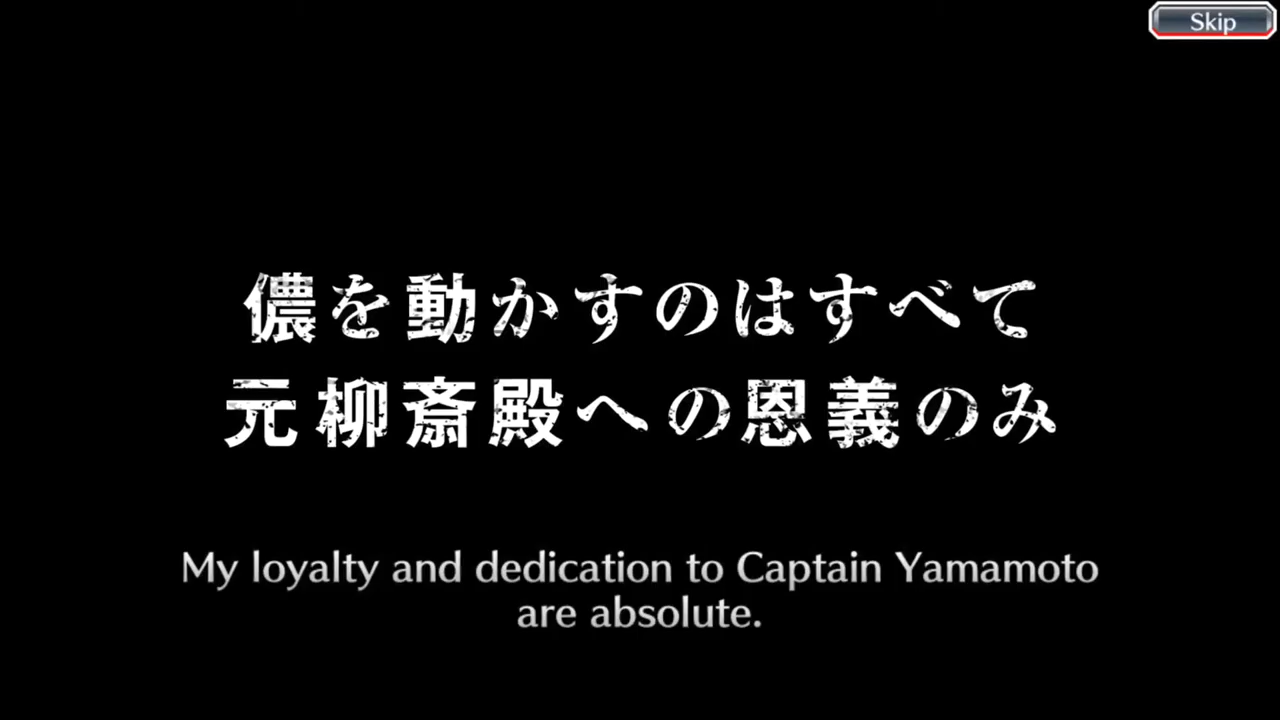 Skip
儂を動かすのはすべて
元柳斎殿への恩義のみ
My loyalty and dedication to Captain Yamamoto
are absolute.